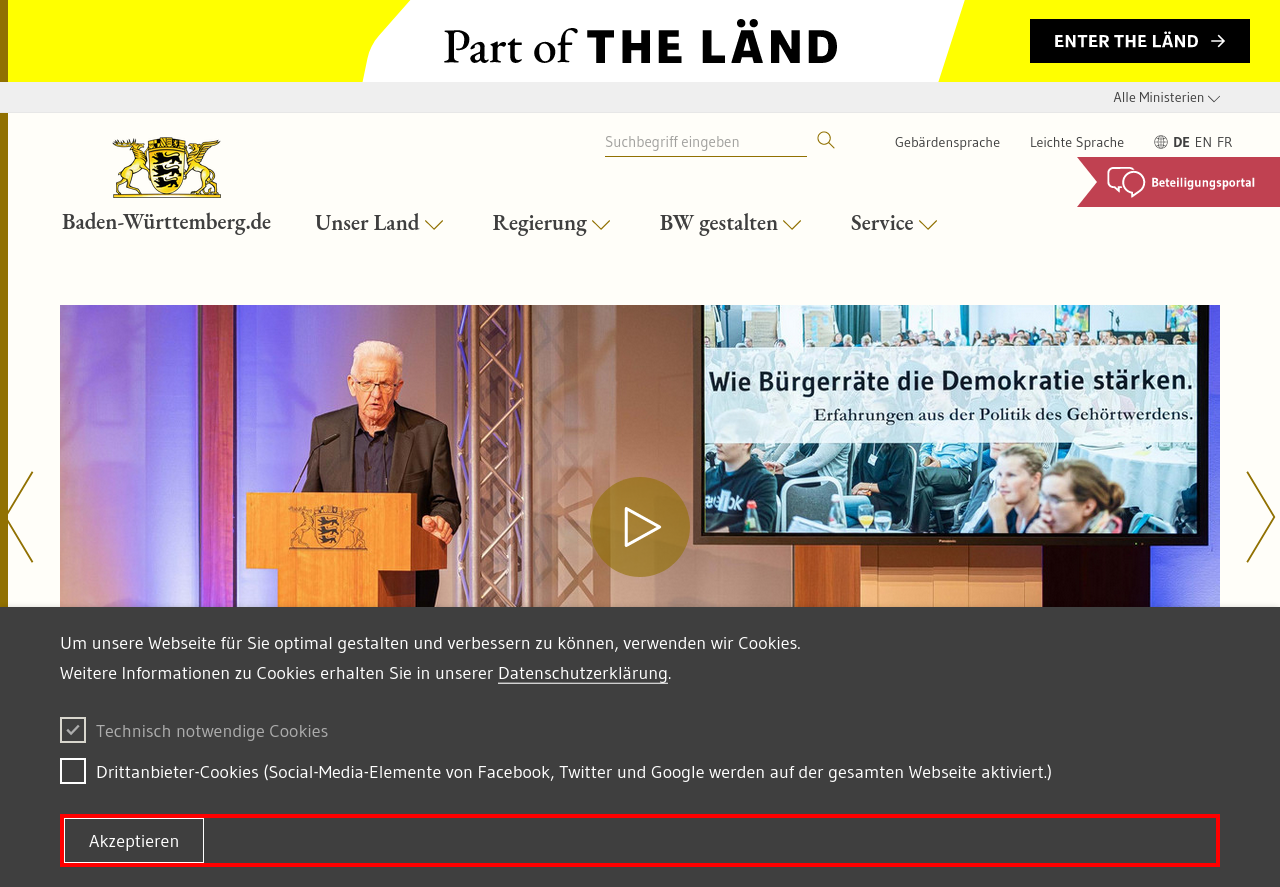 Part of THE LÄND
ENTER THE LÄND
Alle Ministerien
Suchbegriff eingeben
Gebärdensprache
Leichte Sprache
DE EN FR
Beteiligungsportal
Baden-Württemberg.de
Unser Land
Regierung
BW gestalten
Service
Wie Bürgerräte die Demokratie stärken.
Erfahrungen aus der Politik des Gehörtwerdens.
Panasonic
Um unsere Webseite für Sie optimal gestalten und verbessern zu können, verwenden wir Cookies.
Weitere Informationen zu Cookies erhalten Sie in unserer Datenschutzerklärung.
Technisch notwendige Cookies
Drittanbieter-Cookies (Social-Media-Elemente von Facebook, Twitter und Google werden auf der gesamten Webseite aktiviert.)
Akzeptieren